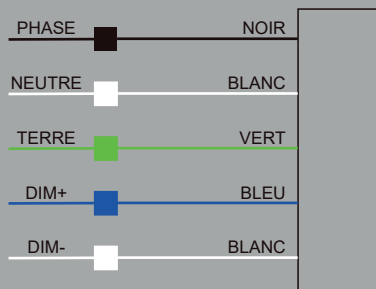 PHASE NOIR
NEUTRE BLANC
TERRE VERT
DIM+ BLEU
DIM- BLANC